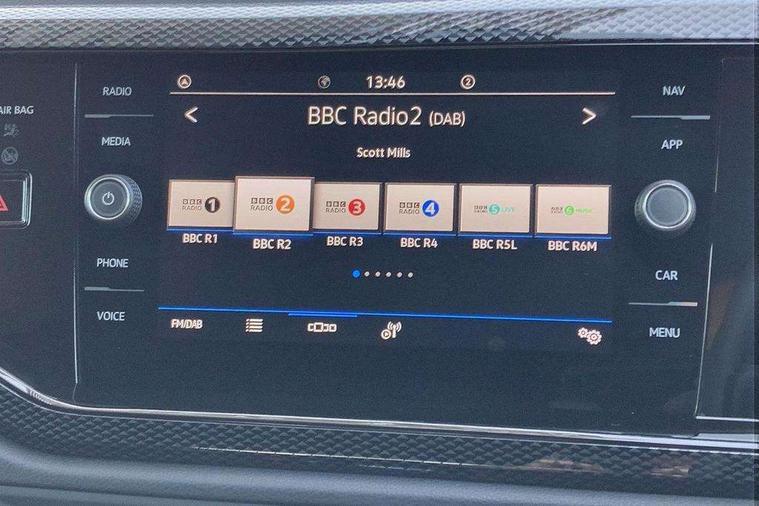 AIR BAG
RADIO
MEDIA
PHONE
VOICE
13:46
2
< BBC Radio2 (DAB) >
Scott Mills
BBC RADIO 1
BBC RADIO 2
BBC RADIO 3
BBC RADIO 4
BBC RADIO 5 LIVE
BBC RADIO 6 MUSIC
BBC R1
BBC R2
BBC R3
BBC R4
BBC R5L
BBC R6M
FM/DAB
NAV
APP
CAR
MENU